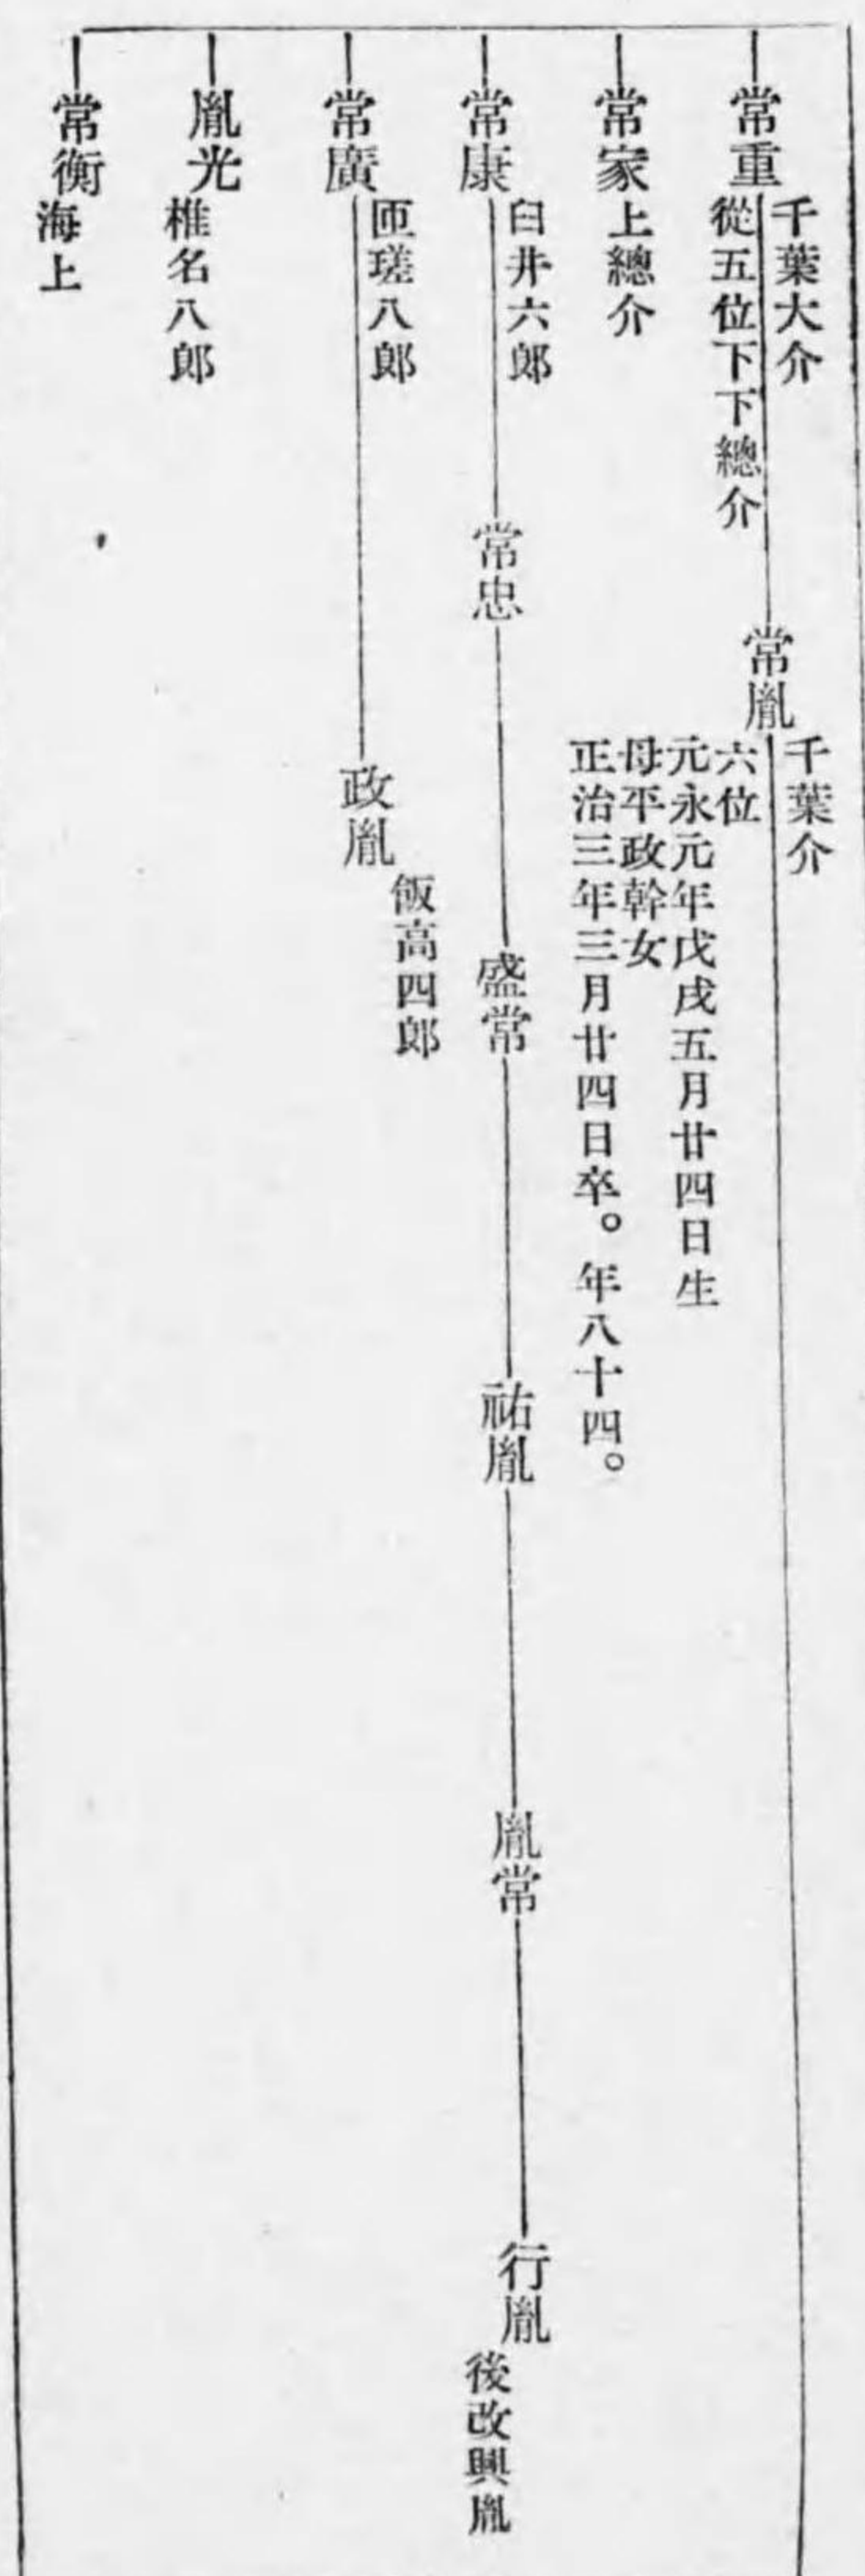 常重
千葉大介
從五位下下總介
常胤
千葉介
六位
元永元年戊戌五月廿四日生
母平政幹女
正治三年三月廿四日卒。年八十四。
常家
上總介
常康
臼井六郎
常忠
盛常
祐胤
胤常
行胤
後改興胤
常廣
匝瑳八郎
政胤
飯高四郎
胤光
椎名八郎
常衡
海上